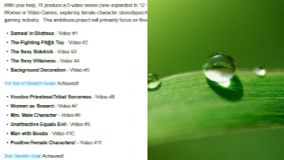 With your help, I'll produce a 5-video series (now expanded to 12
Women in Video Games, exploring female character stereotypes
gaming industry. This ambitious project will primarily focus on the
• Damsel in Distress - Video #1
• The Fighting F#@k Toy - Video #2
• The Sexy Sidekick - Video #3
• The Sexy Villainess - Video #4
• Background Decoration - Video #5
1st Set of Stretch Goals Achieved!
• Voodoo Priestess/Tribal Sorceress - Video #6
• Women as Reward - Video #7
• Mrs. Male Character - Video #8
• Unattractive Equals Evil - Video #9
• Man with Boobs - Video #10
• Positive Female Characters! - Video #11
2nd Stretch Goal Achieved!